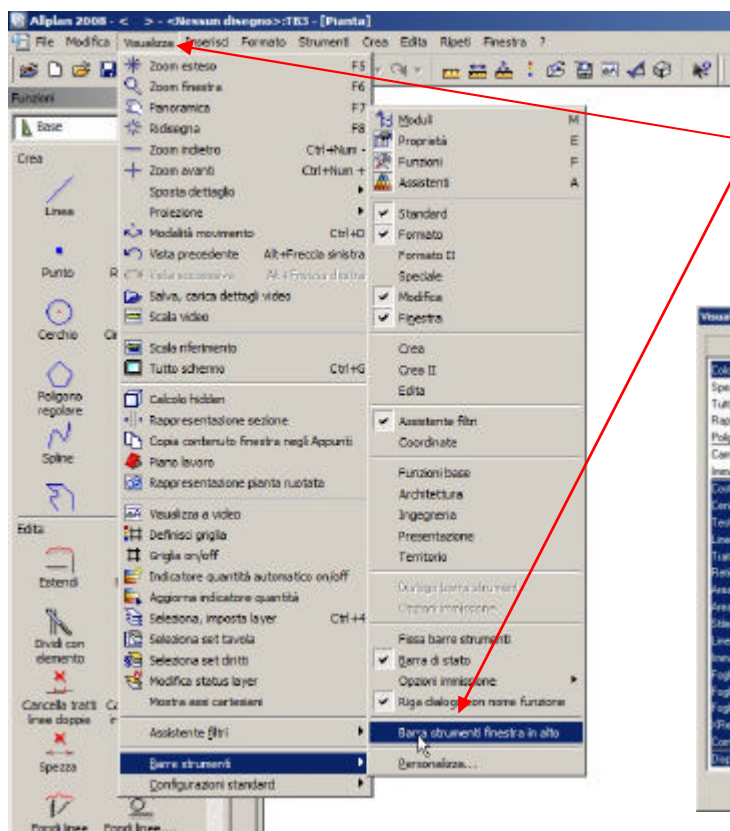 Allplan 2008 - < > - <Nessun disegno>:TB3 - [Pianta]
File Modifica Visualizza Inserisci Formato Strumenti Crea Edita Ripeti Finestra ?
Funzioni
Base
Crea
Linea
Punto
Cerchio
Poligono regolare
Spline
Edita
Estendi
Dividi con elemento
Cancella tratti linee doppie
Spezza
Fondi linee
Fondi linee...
Zoom esteso F5
Zoom finestra F6
Panoramica F7
Ridisegna F8
Zoom indietro Ctrl+Num -
Zoom avanti Ctrl+Num +
Sposta dettaglio
Proiezione
Modalità movimento Ctrl+D
Vista precedente Alt+Freccia sinistra
Vista successiva Alt+Freccia destra
Salva, carica dettagli video
Scala video
Scala riferimento
Tutto schermo Ctrl+G
Calcolo hidden
Rappresentazione sezione
Copia contenuto finestra negli Appunti
Piano lavoro
Rappresentazione pianta ruotata
Visualizza a video
Definisci griglia
Griglia on/off
Indicatore quantità automatico on/off
Aggiorna indicatore quantità
Seleziona, imposta layer Ctrl+4
Seleziona set tavola
Seleziona set diritti
Modifica status layer
Mostra assi cartesiani
Assistente filtri
Barre strumenti
Configurazioni standard
Moduli M
Proprietà E
Funzioni F
Assistenti A
Standard
Formato
Formato II
Speciale
Modifica
Finestra
Crea
Crea II
Edita
Assistente filtri
Coordinate
Funzioni base
Architettura
Ingegneria
Presentazione
Territorio
Dialogo barra strumenti
Opzioni immissione
Fissa barre strumenti
Barra di stato
Opzioni immissione
Riga dialogo con nome funzione
Barra strumenti finestra in alto
Personalizza...